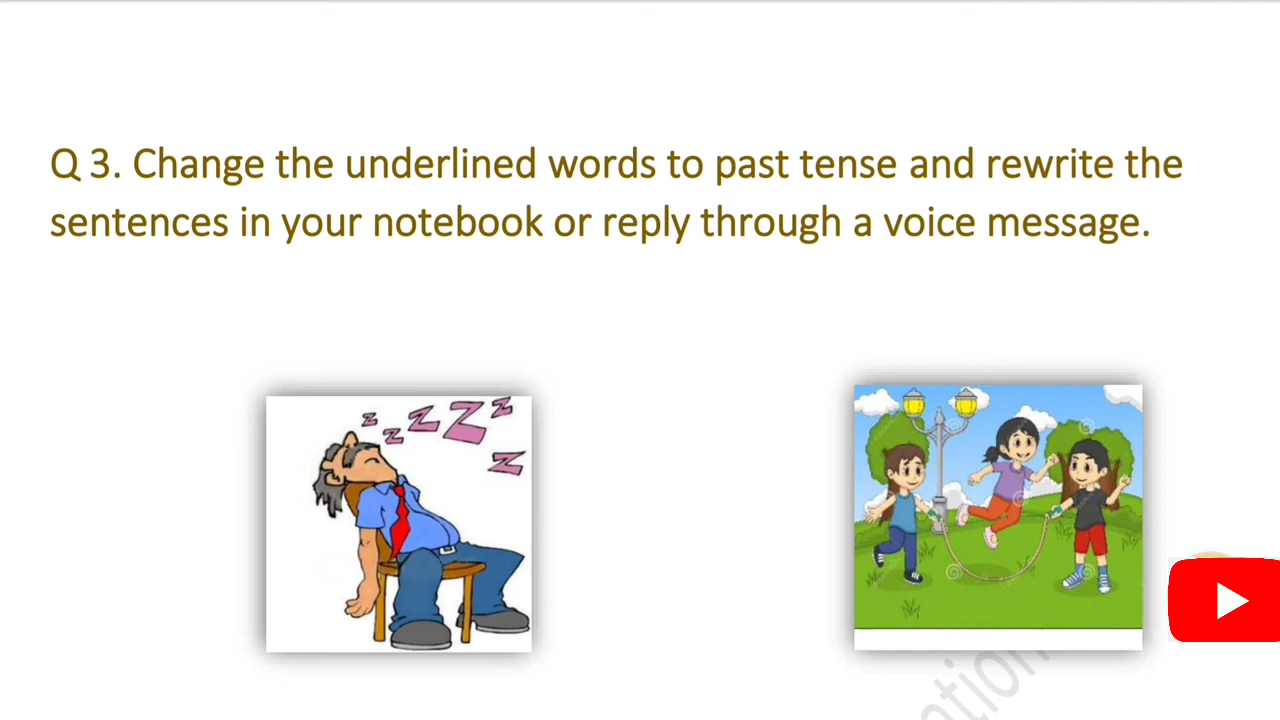 Q 3. Change the underlined words to past tense and rewrite the
sentences in your notebook or reply through a voice message.
z z z Z z
z